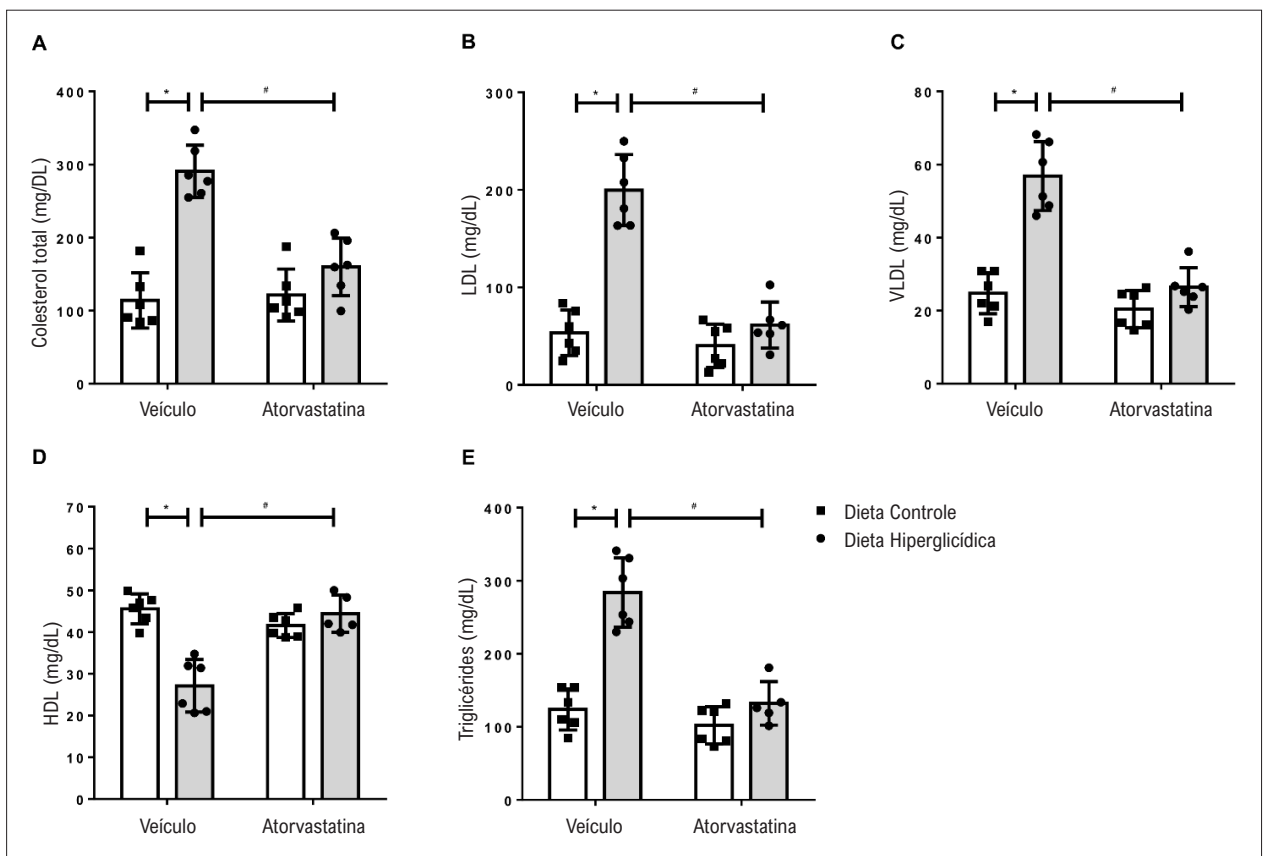 A
Colesterol total (mg/DL)
400
300
200
100
0
*
#
Veículo
Atorvastatina
B
LDL (mg/dL)
300
200
100
0
*
#
Veículo
Atorvastatina
C
VLDL (mg/dL)
80
60
40
20
0
*
#
Veículo
Atorvastatina
D
HDL (mg/dL)
70
60
50
40
30
20
10
0
*
#
Veículo
Atorvastatina
E
Triglicérides (mg/dL)
400
300
200
100
0
*
#
Veículo
Atorvastatina
Dieta Controle
Dieta Hiperglicídica